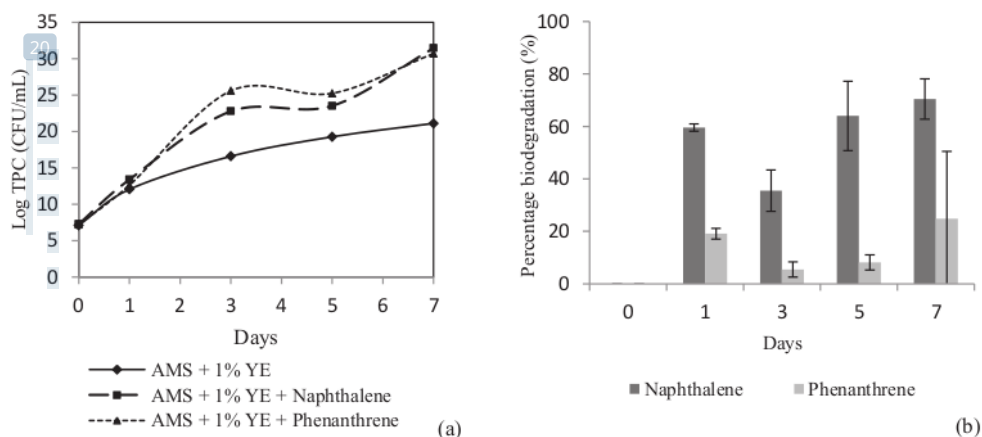 35
30
25
20
15
10
5
0
20
Log TPC (CFU/mL)
0 1 2 3 4 5 6 7
Days
AMS + 1% YE
AMS + 1% YE + Naphthalene
AMS + 1% YE + Phenanthrene
(a)
100
80
60
40
20
0
Percentage biodegradation (%)
0 1 3 5 7
Days
Naphthalene Phenanthrene
(b)